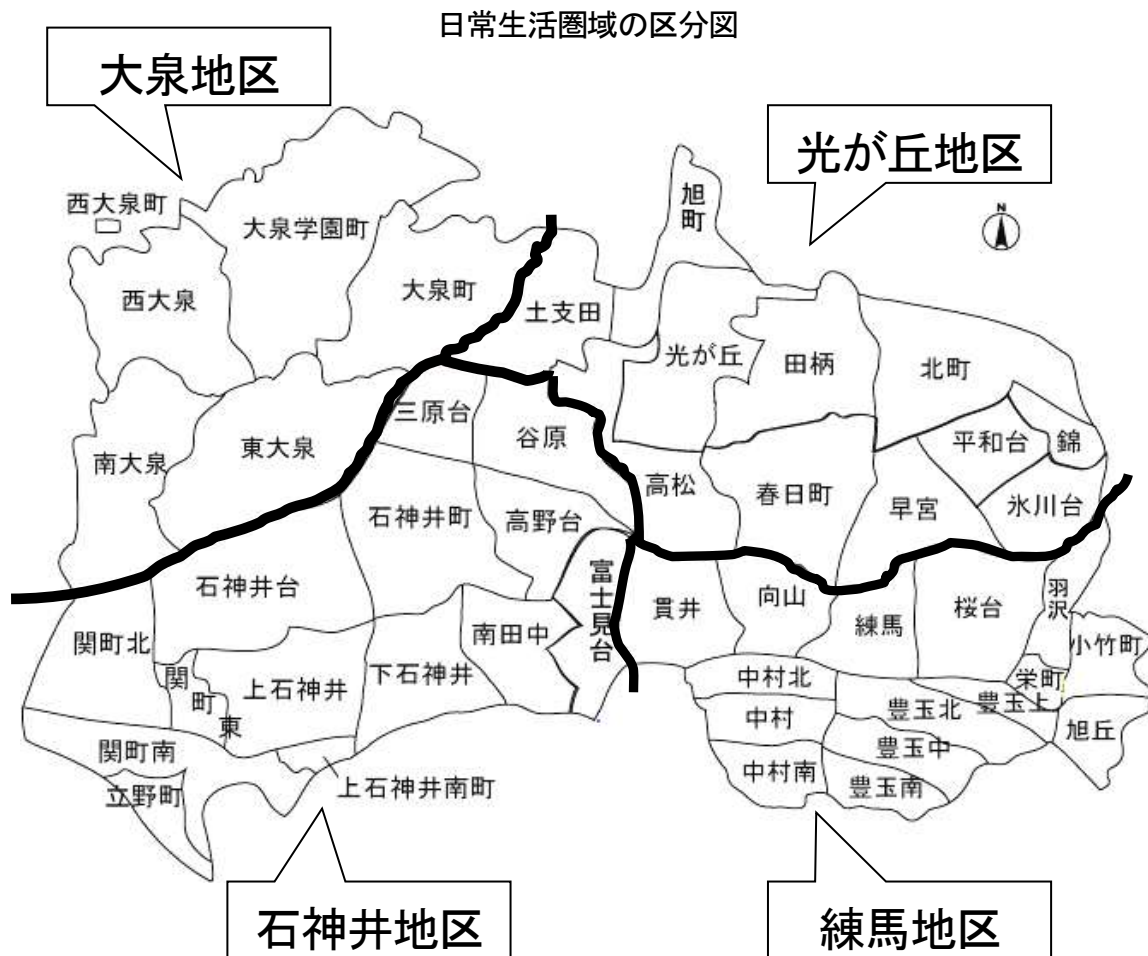 日常生活圏域の区分図
大泉地区
光が丘地区
N
旭町
西大泉町
大泉学園町
大泉町
西大泉
土支田
光が丘
田柄
北町
三原台
谷原
平和台
錦
南大泉
東大泉
高松
春日町
早宮
氷川台
石神井町
高野台
石神井台
富士見台
貫井
向山
練馬
桜台
羽沢
小竹町
関町北
南田中
関町東
上石神井
下石神井
中村北
栄町
豊玉上
豊玉北
中村
旭丘
関町南
豊玉中
中村南
豊玉南
立野町
上石神井南町
石神井地区
練馬地区